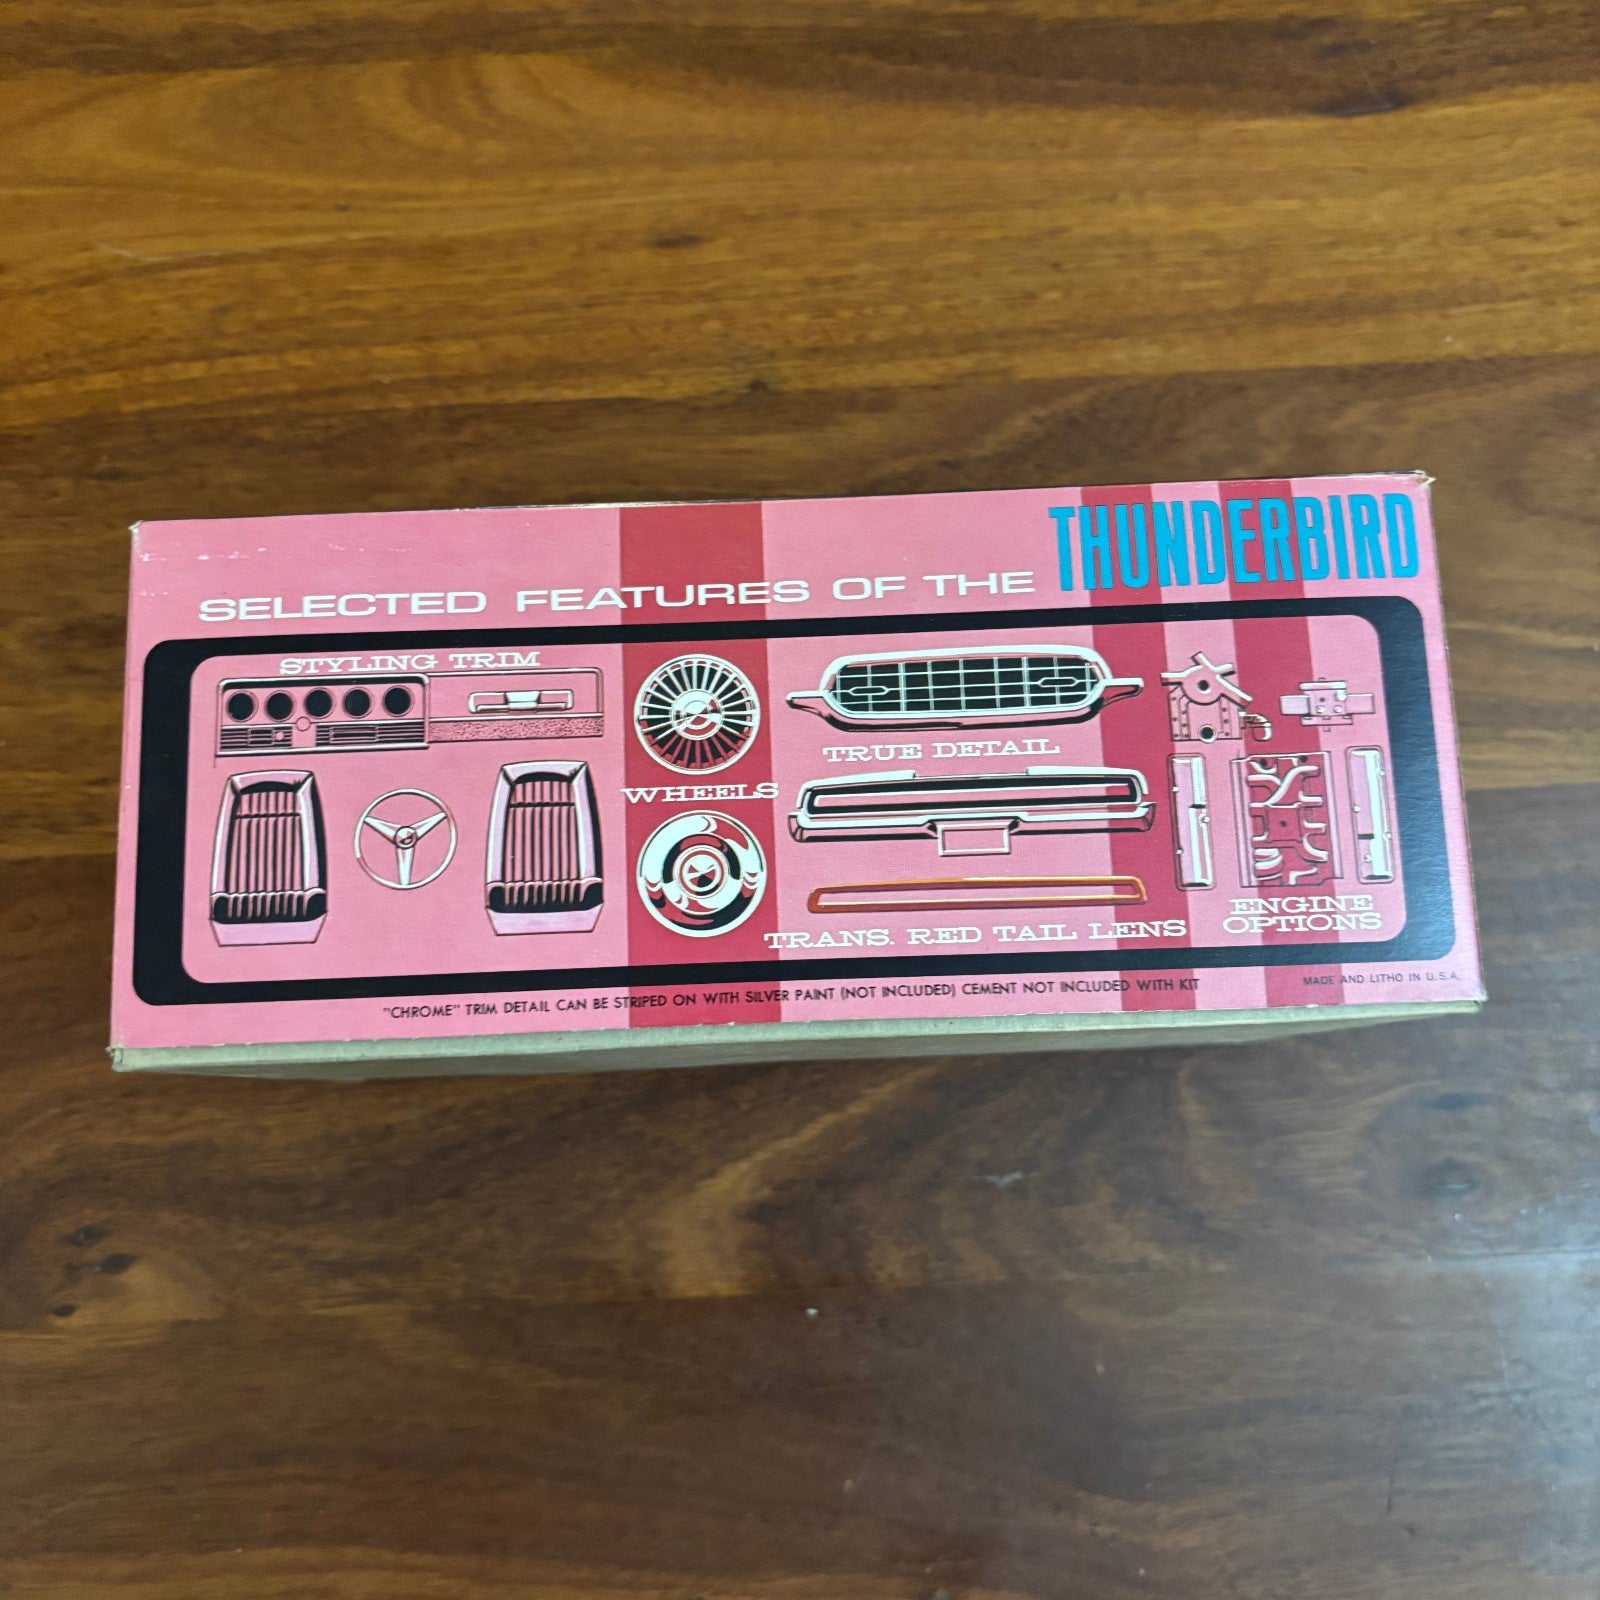 SELECTED FEATURES OF THE THUNDERBIRD
STYLING TRIM
WHEELS
TRUE DETAIL
TRANS. RED TAIL LENS
ENGINE
OPTIONS
"CHROME" TRIM DETAIL CAN BE STRIPED ON WITH SILVER PAINT (NOT INCLUDED) CEMENT NOT INCLUDED WITH KIT
MADE AND LITHO IN U.S.A.